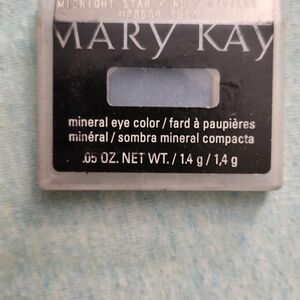 MIDNIGHT STAR /
MARY KAY
mineral eye color / fard à paupières
minéral / sombra mineral compacta
.05 OZ. NET WT. / 1.4 g / 1,4 g